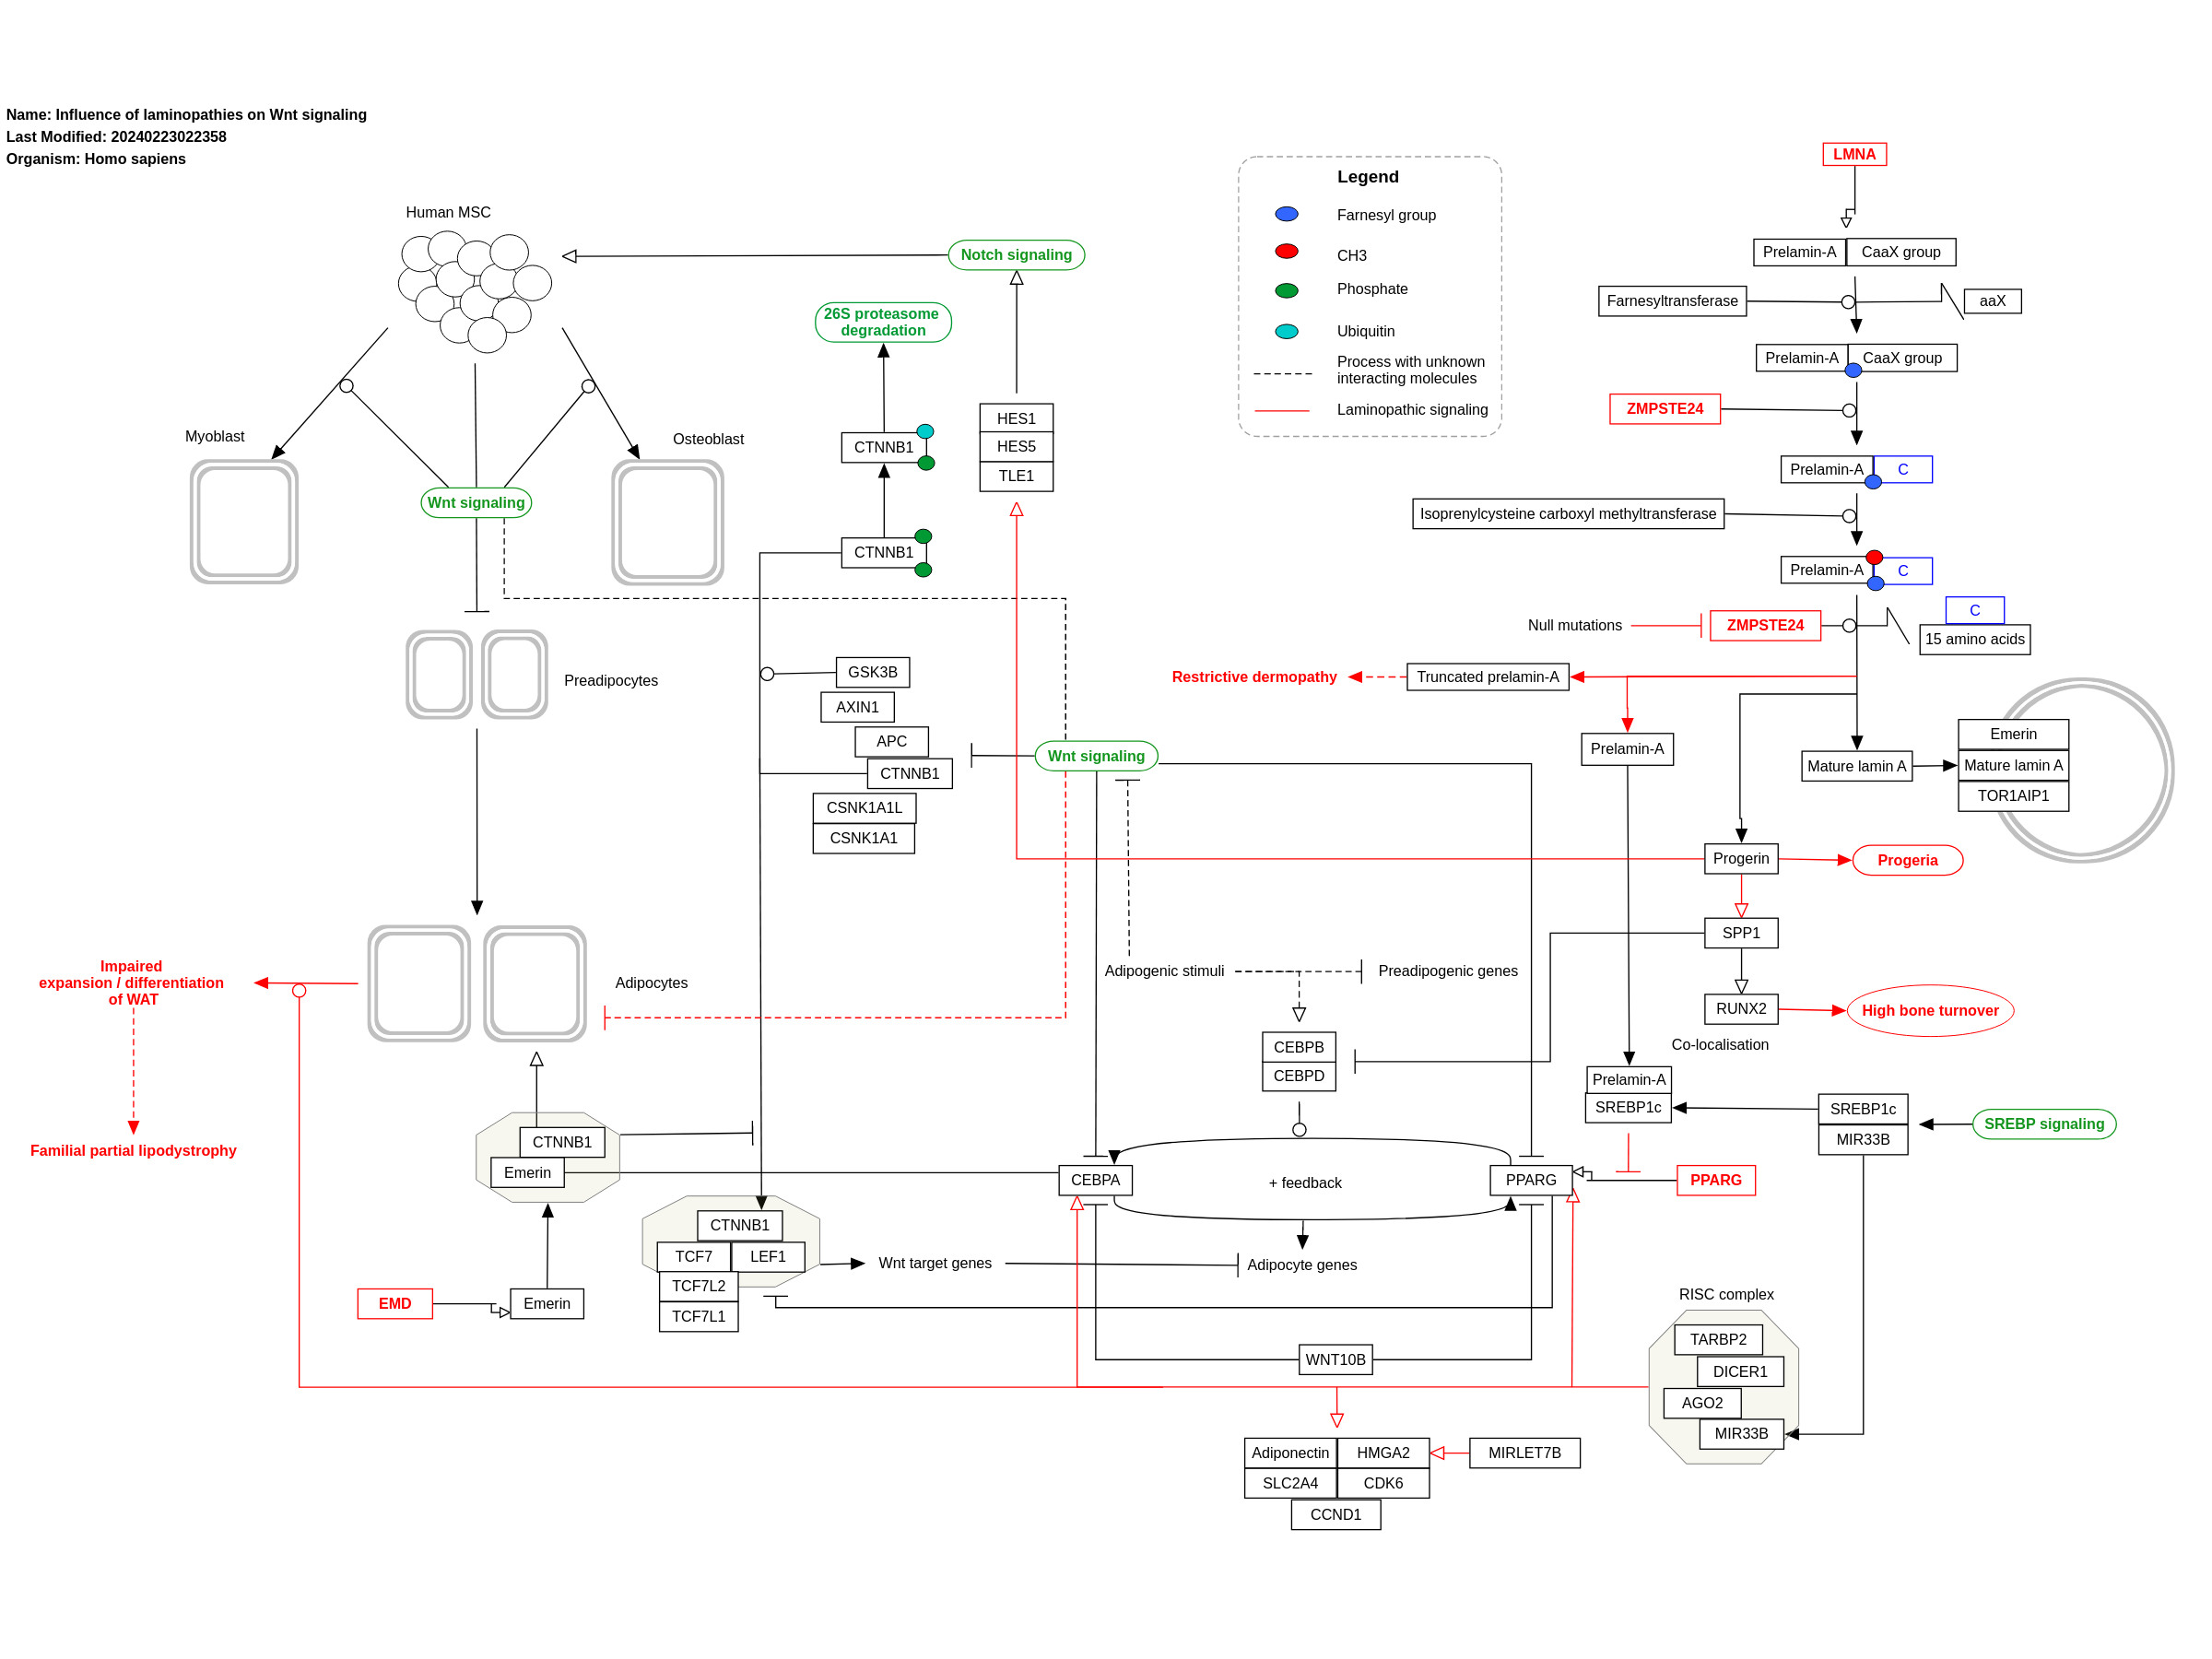 Name: Influence of laminopathies on Wnt signaling
Last Modified: 20240223022358
Organism: Homo sapiens
Human MSC
Notch signaling
26S proteasome
degradation
HES1
HES5
TLE1
CTNNB1
CTNNB1
Myoblast
Osteoblast
Wnt signaling
Preadipocytes
GSK3B
AXIN1
APC
CTNNB1
CSNK1A1L
CSNK1A1
Wnt signaling
Legend
Farnesyl group
CH3
Phosphate
Ubiquitin
Process with unknown
interacting molecules
Laminopathic signaling
LMNA
Prelamin-A
CaaX group
Farnesyltransferase
aaX
Prelamin-A
CaaX group
ZMPSTE24
Prelamin-A
C
Isoprenylcysteine carboxyl methyltransferase
Prelamin-A
C
Null mutations
ZMPSTE24
C
15 amino acids
Restrictive dermopathy
Truncated prelamin-A
Prelamin-A
Mature lamin A
Emerin
Mature lamin A
TOR1AIP1
Progerin
Progeria
SPP1
RUNX2
High bone turnover
Co-localisation
Adipogenic stimuli
Preadipogenic genes
CEBPB
CEBPD
Prelamin-A
SREBP1c
SREBP1c
MIR33B
SREBP signaling
Impaired
expansion / differentiation
of WAT
Adipocytes
Familial partial lipodystrophy
CTNNB1
Emerin
CEBPA
+ feedback
PPARG
PPARG
CTNNB1
TCF7
LEF1
TCF7L2
TCF7L1
Wnt target genes
Adipocyte genes
EMD
Emerin
WNT10B
RISC complex
TARBP2
DICER1
AGO2
MIR33B
Adiponectin
HMGA2
MIRLET7B
SLC2A4
CDK6
CCND1